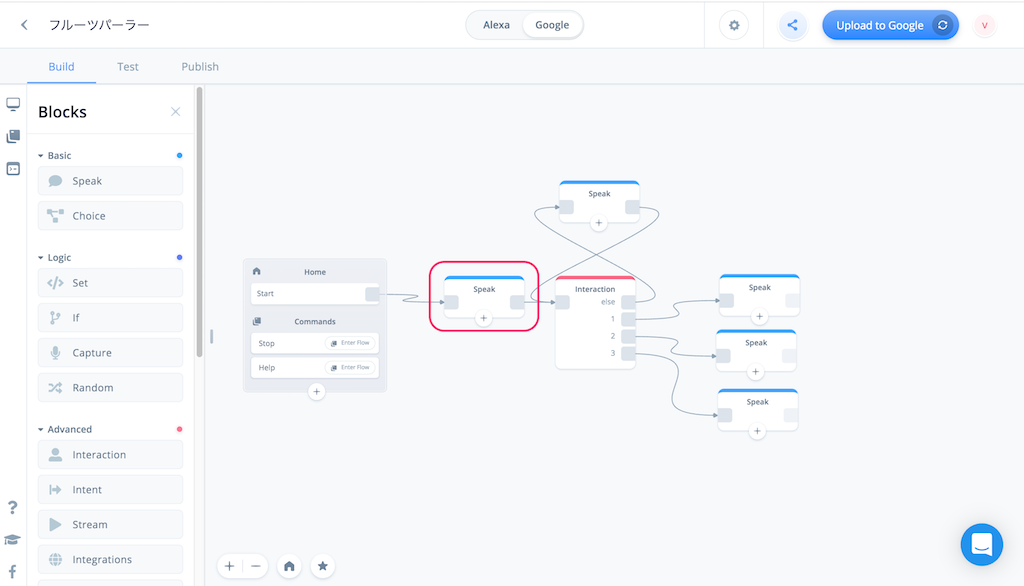 フルーツパーラー
Alexa
Google
Upload to Google
V
Build
Test
Publish
Blocks
Basic
Speak
Choice
Logic
Set
If
Capture
Random
Advanced
Interaction
Intent
Stream
Integrations
Home
Start
Commands
Stop
Enter Flow
Help
Enter Flow
Speak
Speak
Interaction
else
1
2
3
Speak
Speak
Speak